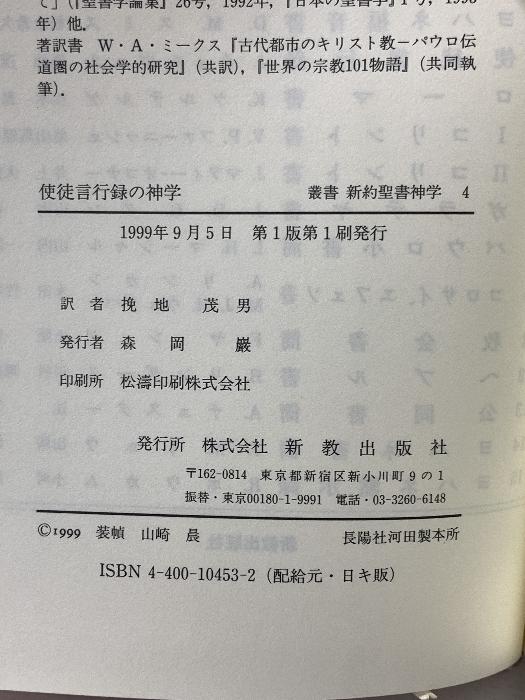 て」(『聖書学論集』26号, 1992年, 『日本の聖書学』1号, 1995
年)他.
著訳書 W・A・ミークス『古代都市のキリスト教－パウロ伝
道圏の社会学的研究』(共訳),『世界の宗教101物語』(共同執
筆).
使徒言行録の神学 叢書 新約聖書神学 4
1999年9月5日 第1版第1刷発行
訳 者 挽 地 茂 男
発行者 森 岡 巌
印刷所 松濤印刷株式会社
発行所 株式会社 新教出版社
〒162-0814 東京都新宿区新小川町9の1
振替・東京00180-1-9991 電話・03-3260-6148
©1999 装幀 山崎 晨 長陽社河田製本所
ISBN 4-400-10453-2 (配給元・日キ販)